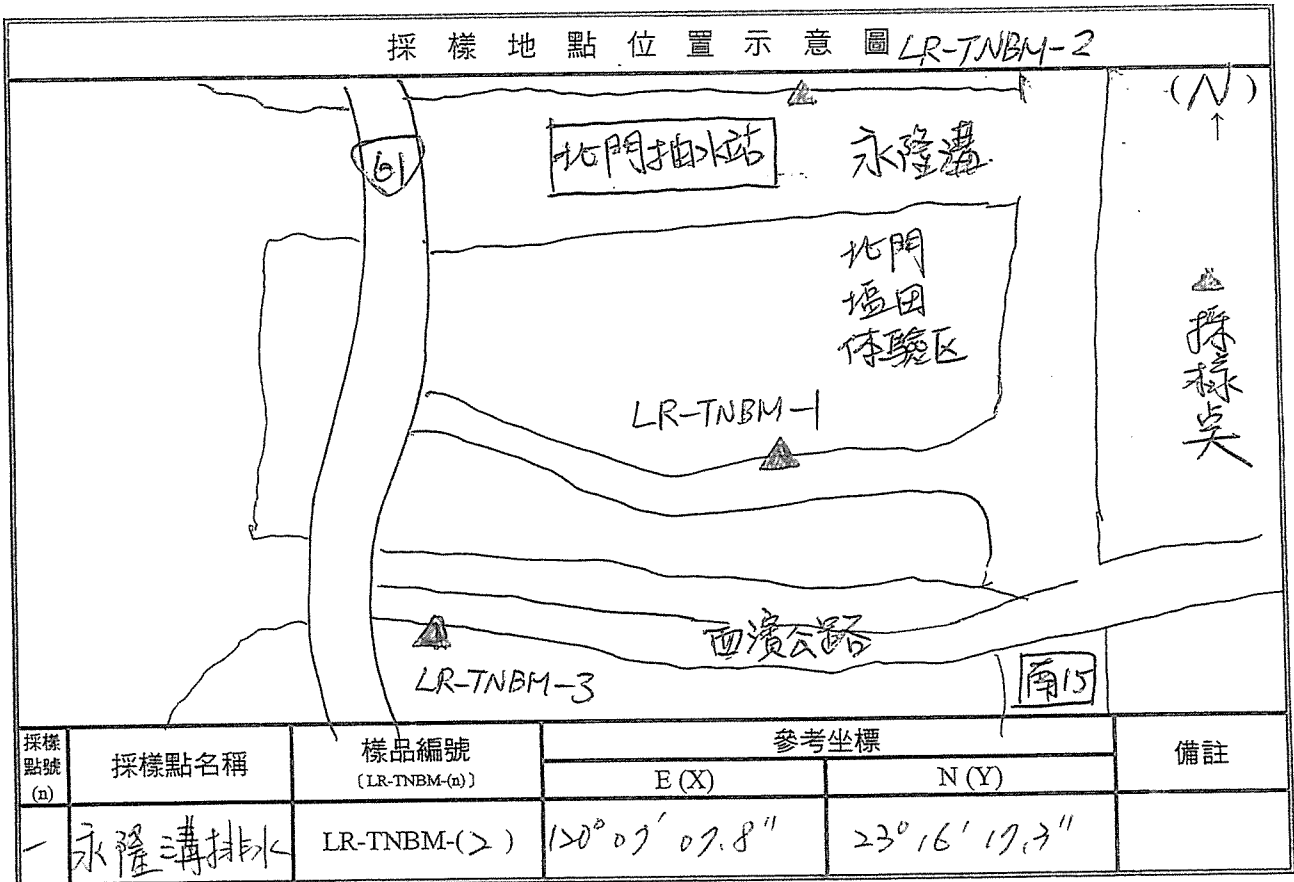 採樣地點位置示意圖 LR-TNBM-2
(N)
↑
61
北門抽水站
永隆溝
北門
塩田
体驗区
採樣点
LR-TNBM-1
西濱公路
LR-TNBM-3
南15
採樣點號(n)
採樣點名稱
樣品編號
〔LR-TNBM-(n)〕
參考坐標
E (X)
N (Y)
備註
一
永隆溝排水
LR-TNBM-(2)
120° 07' 07.8"
23° 16' 17.3"